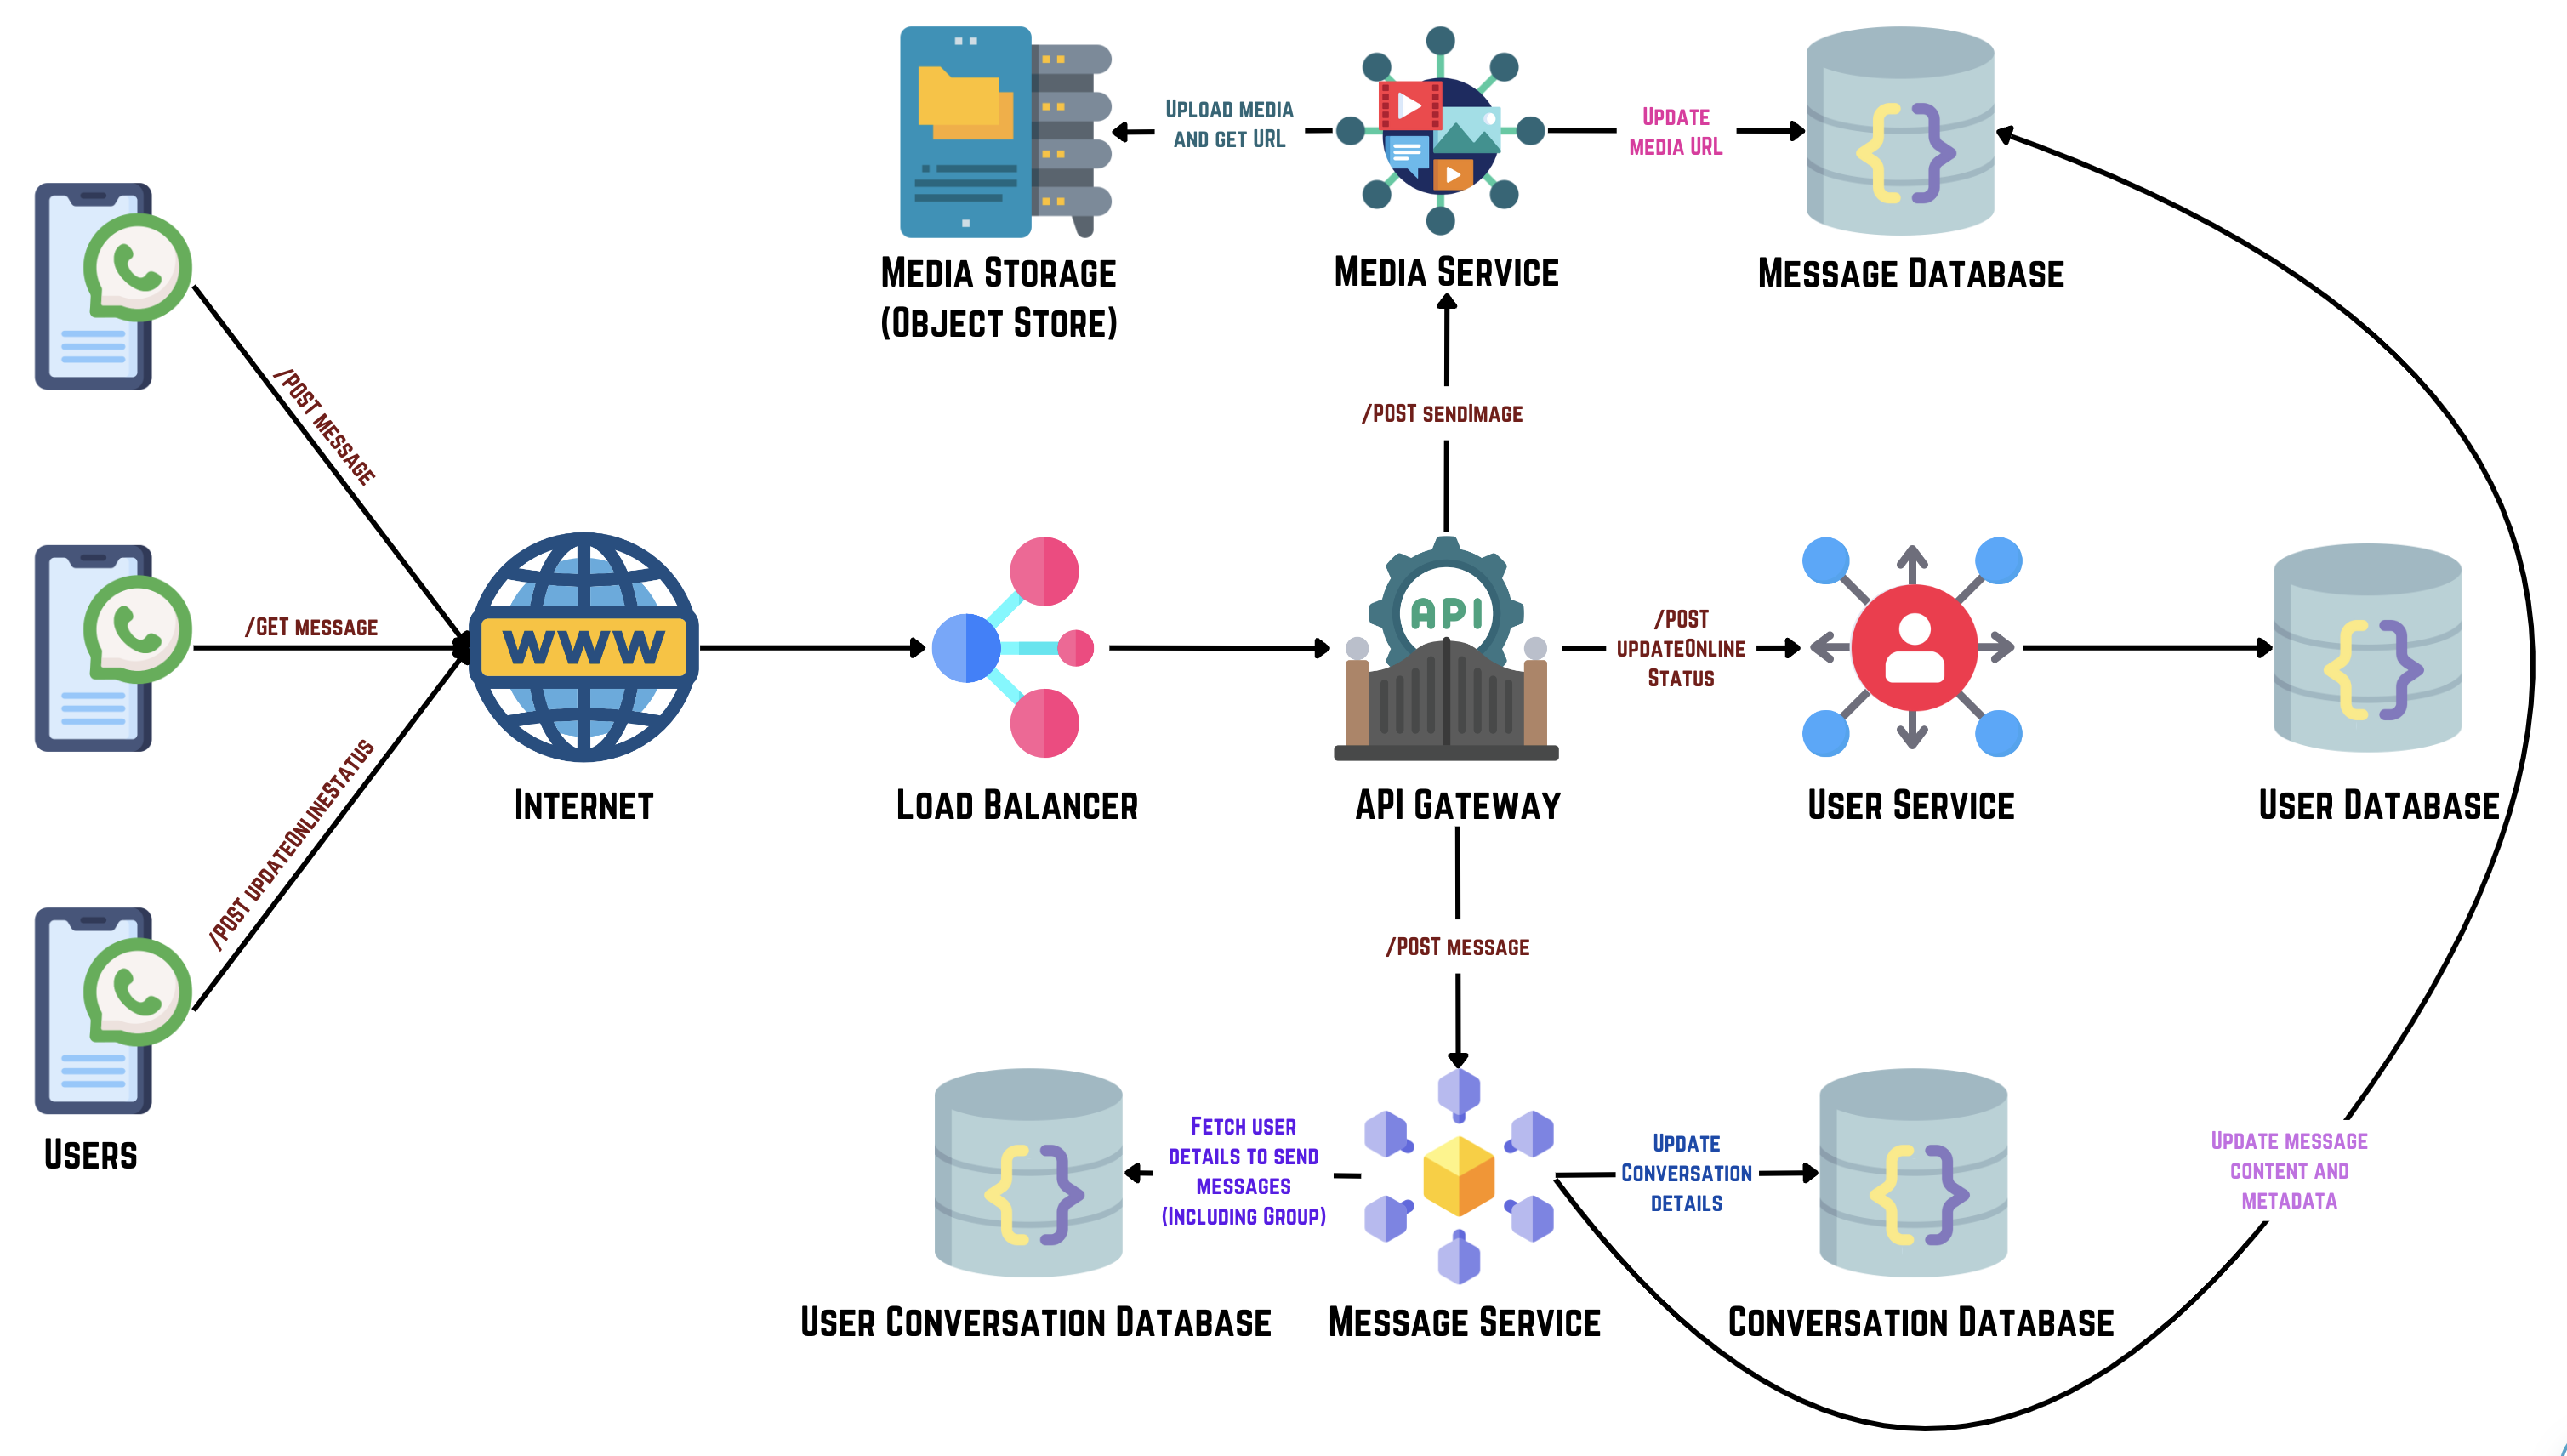 Upload media
and get URL
Update
media URL
Media Storage
(Object Store)
Media Service
Message Database
/POST message
/POST sendImage
/GET message
www
API
/POST
updateOnline
Status
/POST updateOnlineStatus
Internet
Load Balancer
API Gateway
User Service
User Database
/POST message
Users
Fetch user
details to send
messages
(Including Group)
Update
Conversation
details
Update message
content and
metadata
User Conversation Database
Message Service
Conversation Database